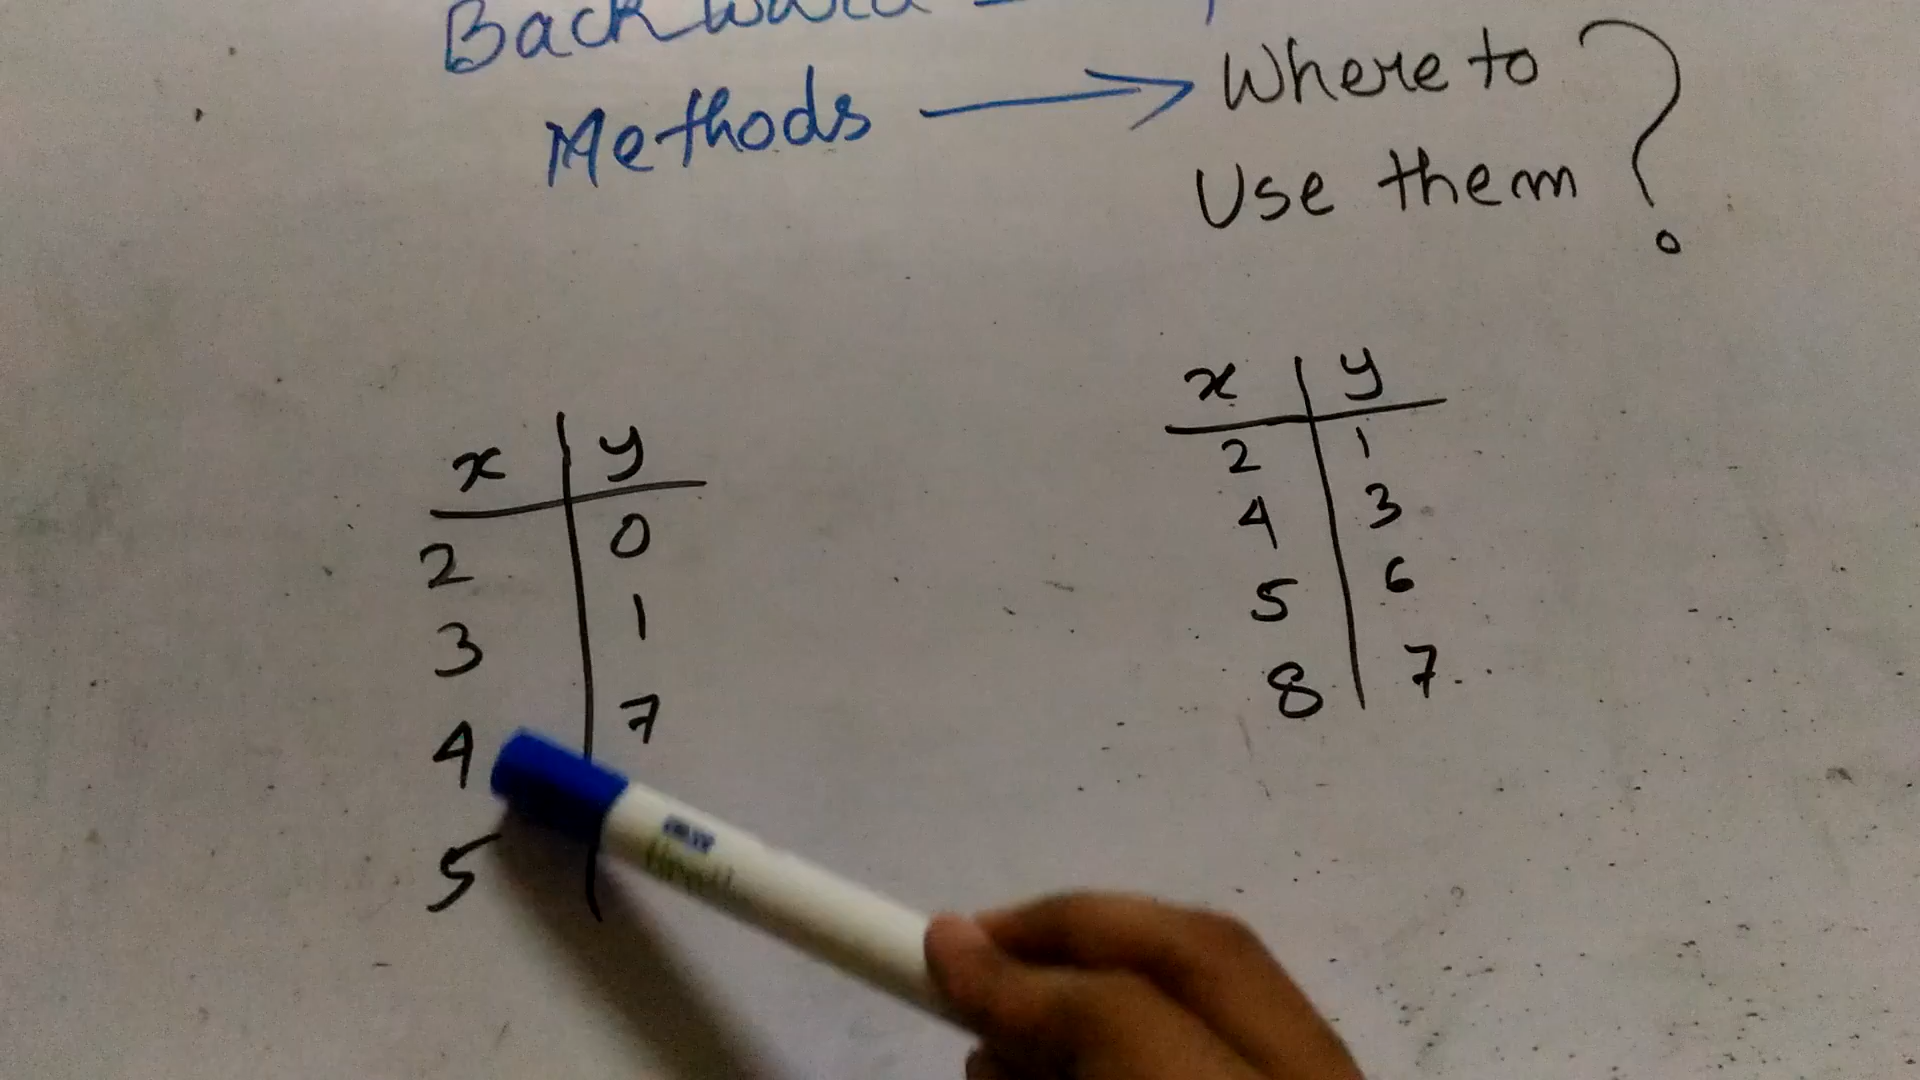 Backward
Methods → Where to
Use them ?
x | y
2 | 0
3 | 1
4 | 7
5 |
x | y
2 | 1
4 | 3
5 | 6
8 | 7